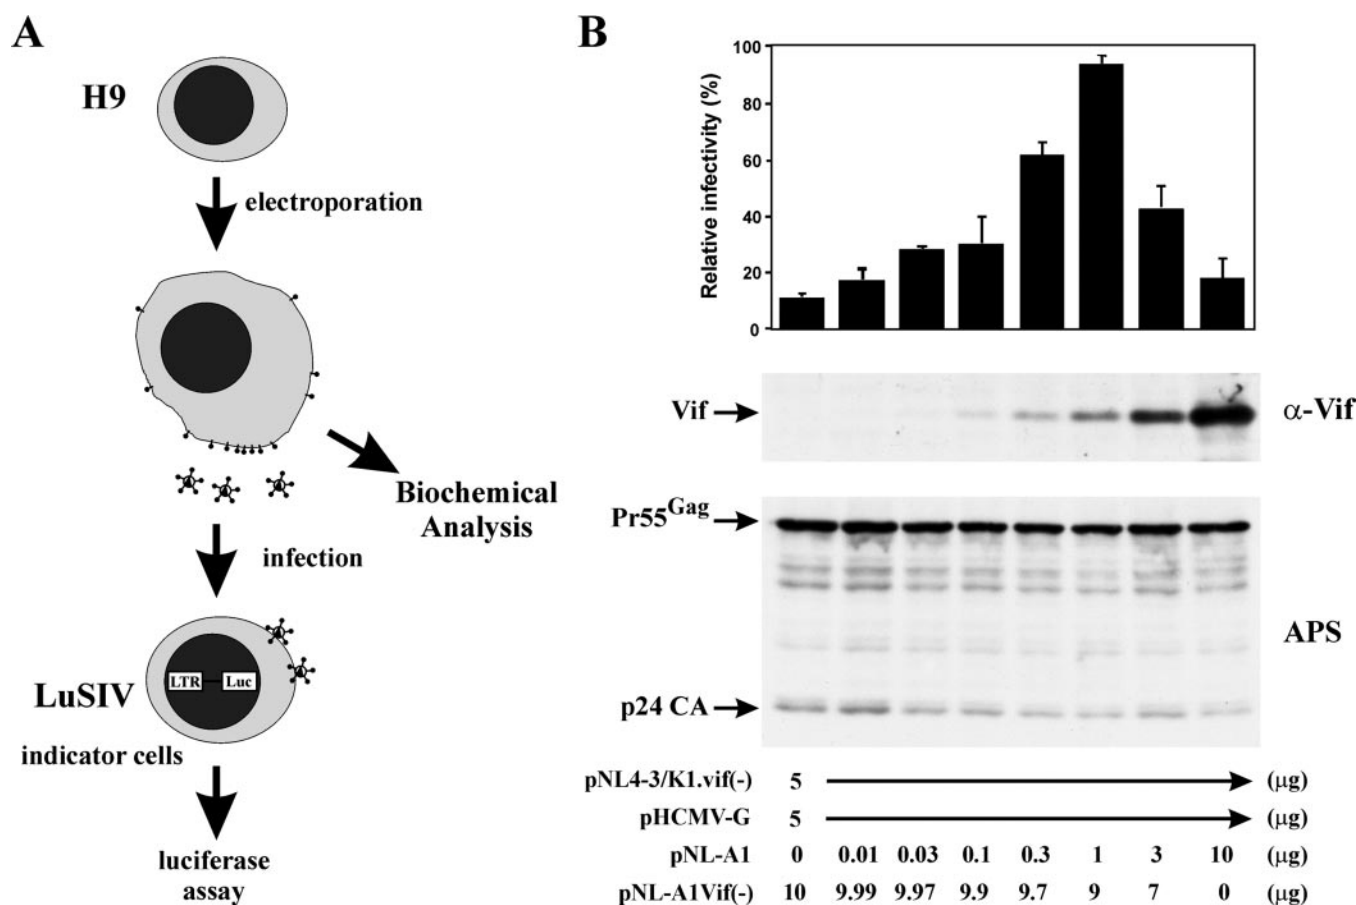 A
H9
electroporation
Biochemical
Analysis
infection
LTR
Luc
LuSIV
indicator cells
luciferase
assay
B
Relative infectivity (%)
100
80
60
40
20
0
Vif
α-Vif
Pr55Gag
APS
p24 CA
pNL4-3/K1.vif(-) 5 (μg)
pHCMV-G 5 (μg)
pNL-A1 0 0.01 0.03 0.1 0.3 1 3 10 (μg)
pNL-A1Vif(-) 10 9.99 9.97 9.9 9.7 9 7 0 (μg)